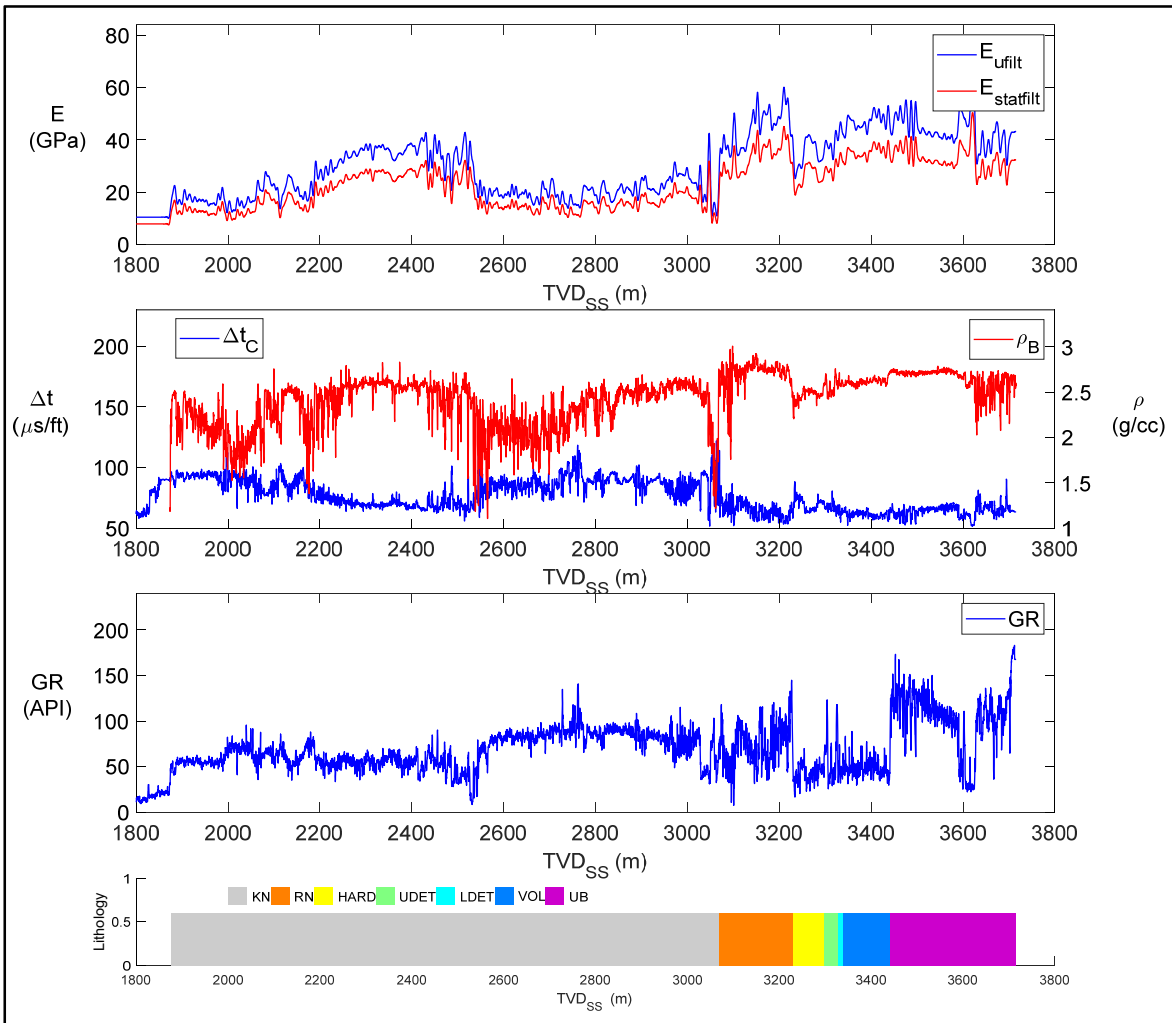 80
60
40
20
0
E
(GPa)
E_ufilt
E_statfilt
1800 2000 2200 2400 2600 2800 3000 3200 3400 3600 3800
TVD_SS (m)
200
150
100
50
Δt
(μs/ft)
Δt_C
ρ_B
3
2.5
2
1.5
1
ρ
(g/cc)
1800 2000 2200 2400 2600 2800 3000 3200 3400 3600 3800
TVD_SS (m)
200
150
100
50
0
GR
(API)
GR
1800 2000 2200 2400 2600 2800 3000 3200 3400 3600 3800
TVD_SS (m)
1
0.5
0
Lithology
KN RN HARD UDET LDET VOL UB
1800 2000 2200 2400 2600 2800 3000 3200 3400 3600 3800
TVD_SS (m)